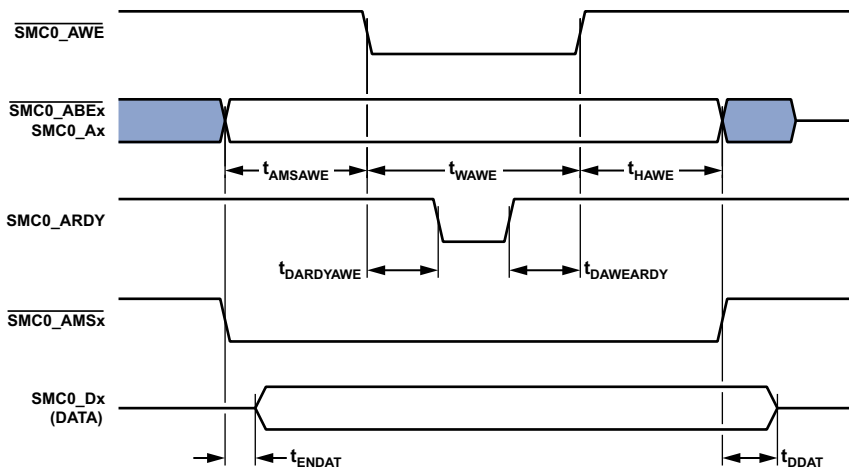 SMC0_AWE
SMC0_ABEx
SMC0_Ax
tAMSAWE
tWAWE
tHAWE
SMC0_ARDY
tDARDYAWE
tDAWEARDY
SMC0_AMSx
SMC0_Dx
(DATA)
tENDAT
tDDAT